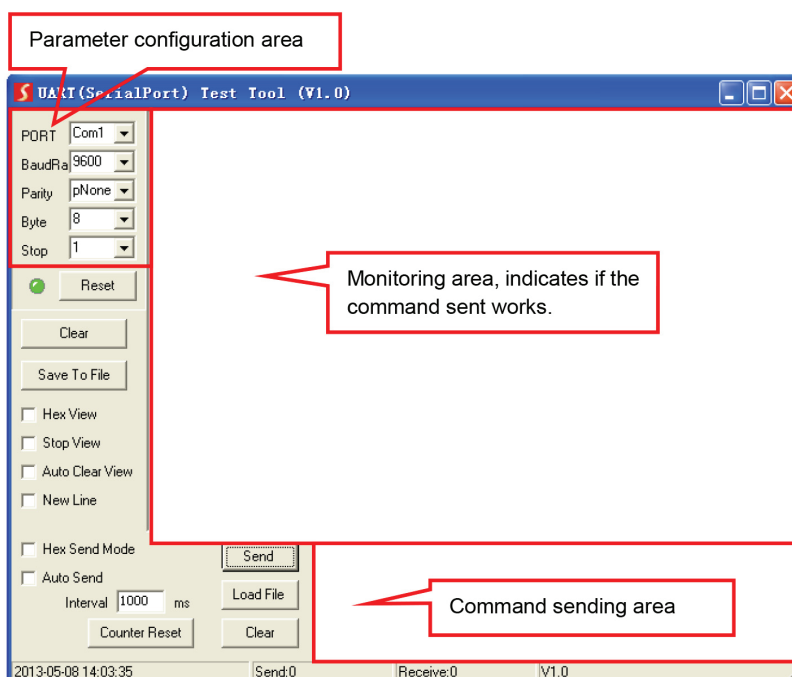 Parameter configuration area
UART(SerialPort) Test Tool (V1.0)
PORT Com1
BaudRa 9600
Parity pNone
Byte 8
Stop 1
Reset
Clear
Save To File
Hex View
Stop View
Auto Clear View
New Line
Monitoring area, indicates if the
command sent works.
Hex Send Mode
Send
Auto Send
Interval 1000 ms
Load File
Counter Reset
Clear
Command sending area
2013-05-08 14:03:35 Send:0 Receive:0 V1.0